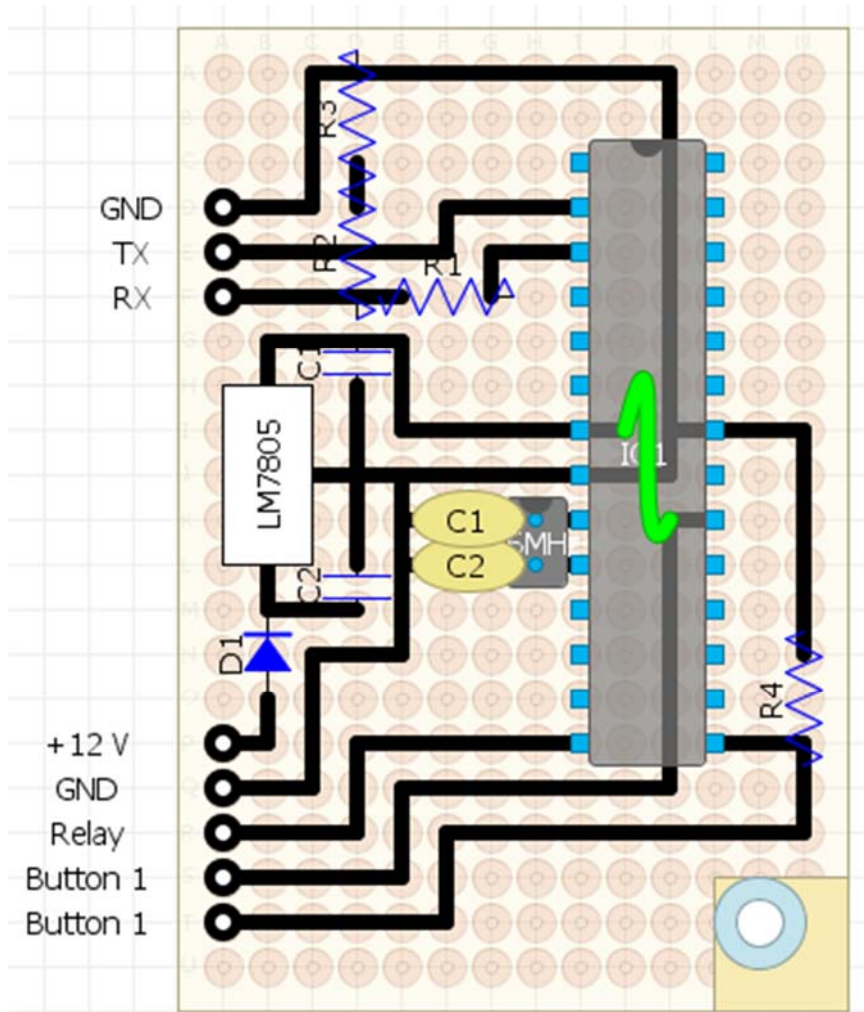 A B C D E F G H I J K L M N
A
B
C
D
E
F
G
H
I
J
K
L
M
N
O
P
Q
R
S
T
U
R3
GND
TX
R2
R1
RX
C1
LM7805
IC1
C1
MH
C2
C2
D1
R4
+12 V
GND
Relay
Button 1
Button 1